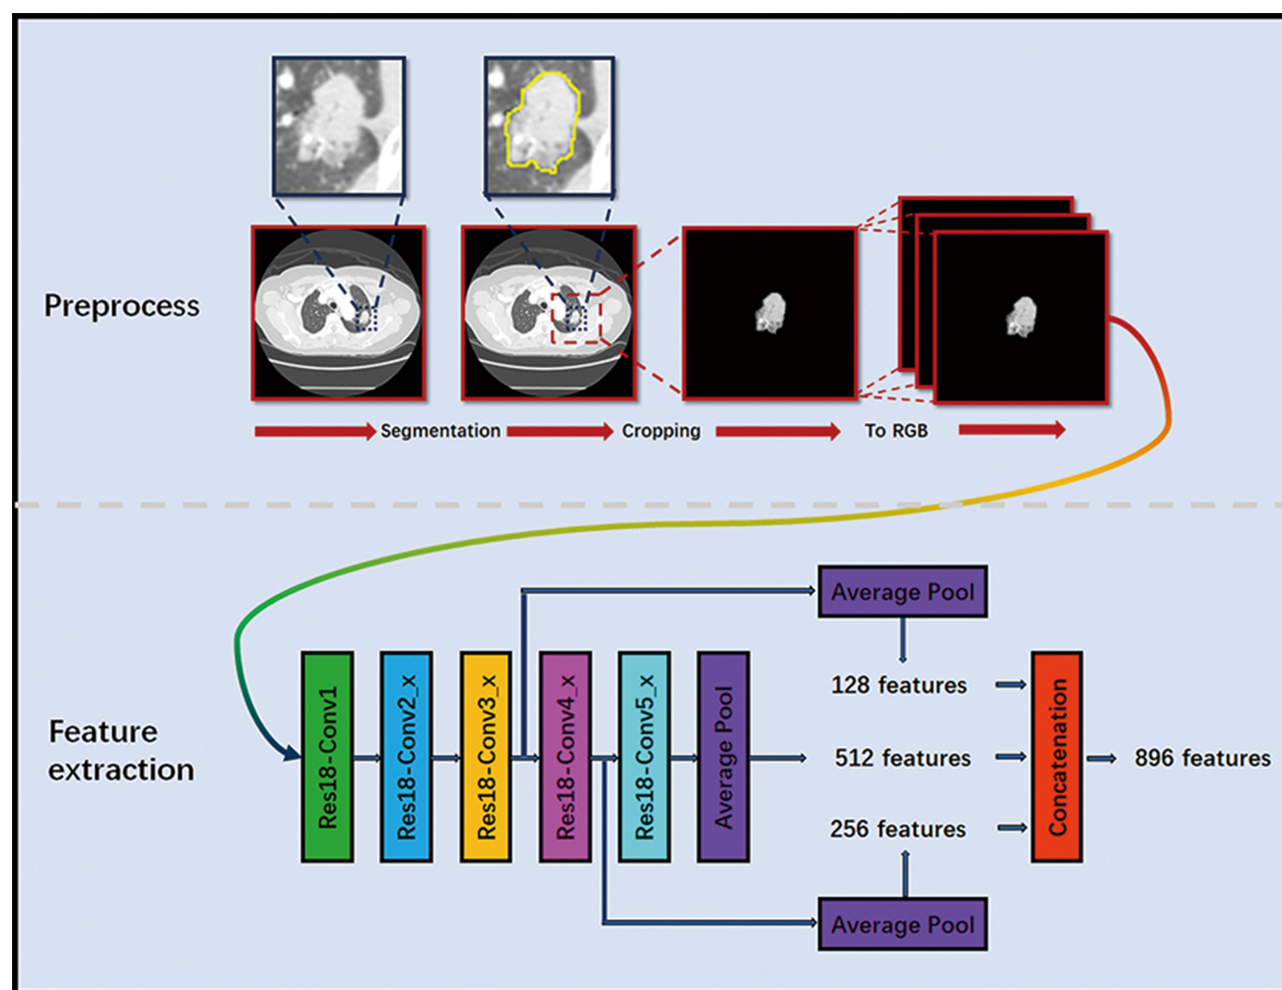 Preprocess
Segmentation
Cropping
To RGB
Feature
extraction
Res18-Conv1
Res18-Conv2_x
Res18-Conv3_x
Res18-Conv4_x
Res18-Conv5_x
Average Pool
Average Pool
128 features
512 features
256 features
Average Pool
Concatenation
896 features